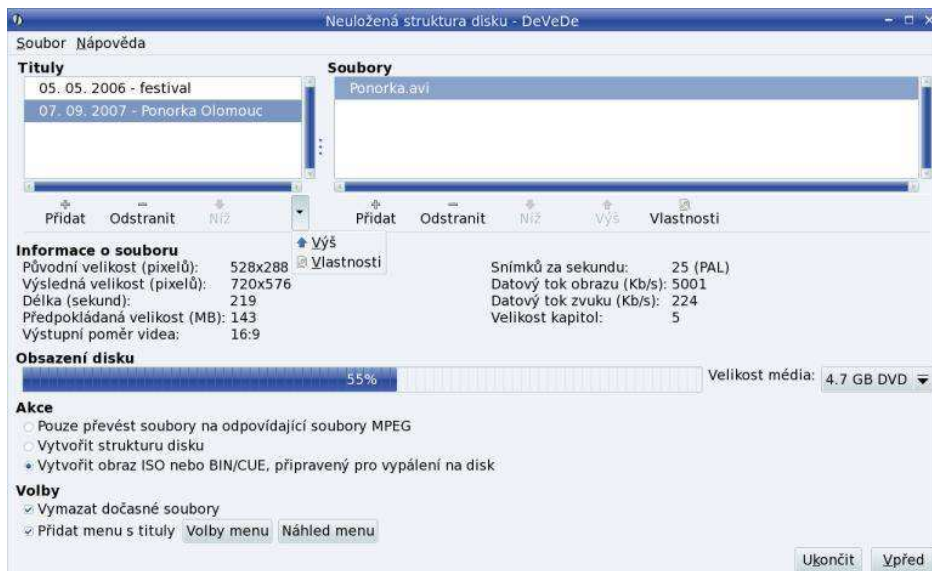 Neuložená struktura disku - DeVeDe
Soubor Nápověda
Tituly
05. 05. 2006 - festival
07. 09. 2007 - Ponorka Olomouc
Soubory
Ponorka.avi
Přidat Odstranit Níž
Výš
Vlastnosti
Přidat Odstranit Níž Výš Vlastnosti
Informace o souboru
Původní velikost (pixelů): 528x288
Výsledná velikost (pixelů): 720x576
Délka (sekund): 219
Předpokládaná velikost (MB): 143
Výstupní poměr videa: 16:9
Snímků za sekundu: 25 (PAL)
Datový tok obrazu (Kb/s): 5001
Datový tok zvuku (Kb/s): 224
Velikost kapitol: 5
Obsazení disku
55%
Velikost média: 4.7 GB DVD
Akce
Pouze převést soubory na odpovídající soubory MPEG
Vytvořit strukturu disku
Vytvořit obraz ISO nebo BIN/CUE, připravený pro vypálení na disk
Volby
Vymazat dočasné soubory
Přidat menu s tituly Volby menu Náhled menu
Ukončit Vpřed